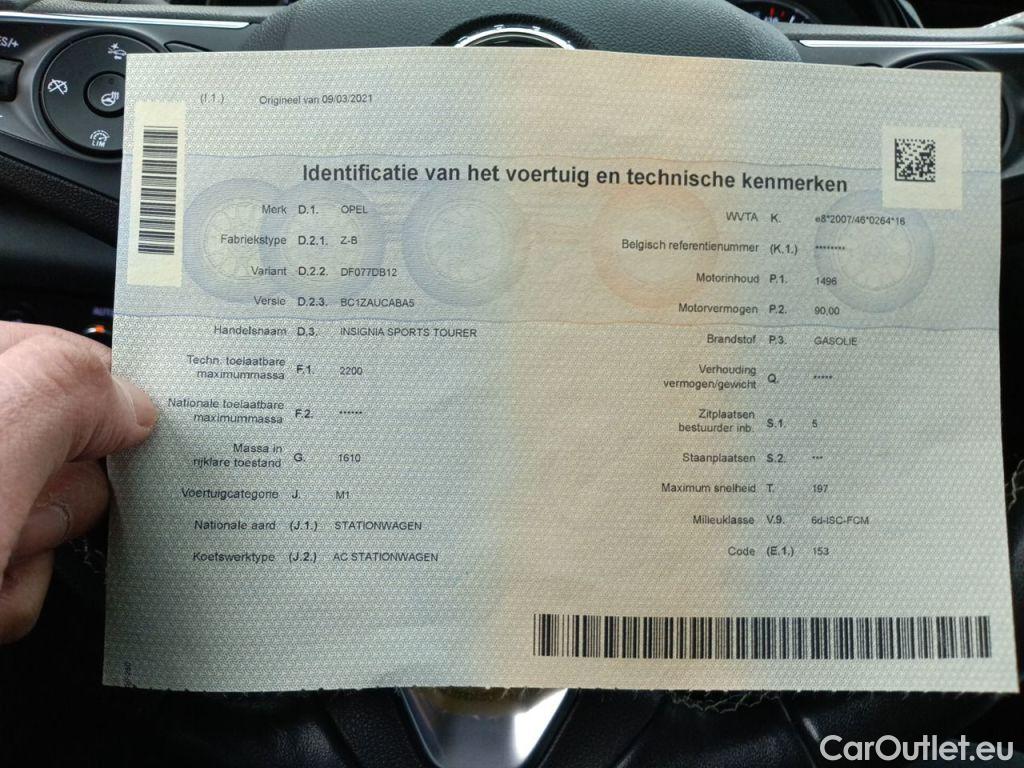 ES/+
LIM
(I.1.) Origineel van 09/03/2021
Identificatie van het voertuig en technische kenmerken
Merk D.1. OPEL
Fabriekstype D.2.1. Z-B
Variant D.2.2. DF077DB12
Versie D.2.3. BC1ZAUCABA5
Handelsnaam D.3. INSIGNIA SPORTS TOURER
Techn. toelaatbare
maximummassa F.1. 2200
Nationale toelaatbare
maximummassa F.2. ******
Massa in
rijklare toestand G. 1610
Voertuigcategorie J. M1
Nationale aard (J.1.) STATIONWAGEN
Koetswerktype (J.2.) AC STATIONWAGEN
WVTA K. e8*2007/46*0264*16
Belgisch referentienummer (K.1.) ********
Motorinhoud P.1. 1496
Motorvermogen P.2. 90,00
Brandstof P.3. GASOLIE
Verhouding
vermogen/gewicht Q. *****
Zitplaatsen
bestuurder inb. S.1. 5
Staanplaatsen S.2. ***
Maximum snelheid T. 197
Milieuklasse V.9. 6d-ISC-FCM
Code (E.1.) 153
CarOutlet.eu